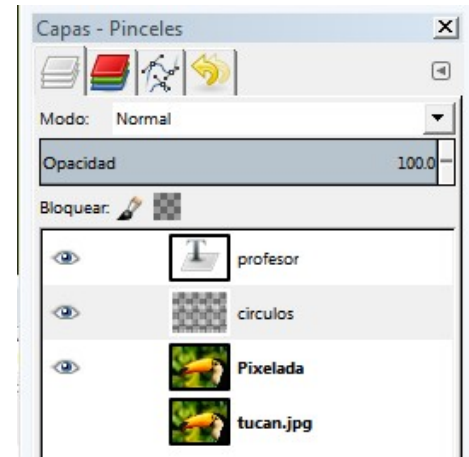 Capas - Pinceles
Modo: Normal
Opacidad 100.0
Bloquear:
T profesor
circulos
Pixelada
tucan.jpg